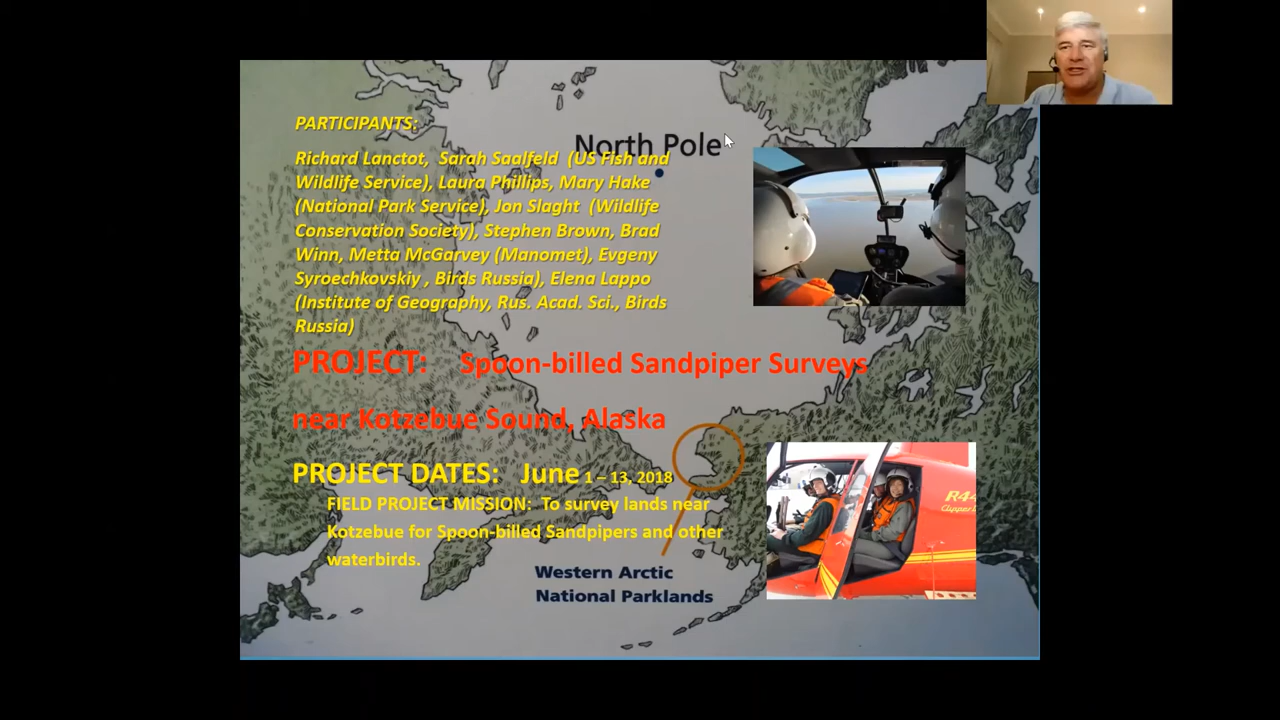 PARTICIPANTS:
North Pole
Richard Lanctot, Sarah Saalfeld (US Fish and
Wildlife Service), Laura Phillips, Mary Hake
(National Park Service), Jon Slaght (Wildlife
Conservation Society), Stephen Brown, Brad
Winn, Metta McGarvey (Manomet), Evgeny
Syroechkovskiy , Birds Russia), Elena Lappo
(Institute of Geography, Rus. Acad. Sci., Birds
Russia)
PROJECT: Spoon-billed Sandpiper Surveys
near Kotzebue Sound, Alaska
PROJECT DATES: June 1 – 13, 2018
FIELD PROJECT MISSION: To survey lands near
Kotzebue for Spoon-billed Sandpipers and other
waterbirds.
Western Arctic
National Parklands
R44